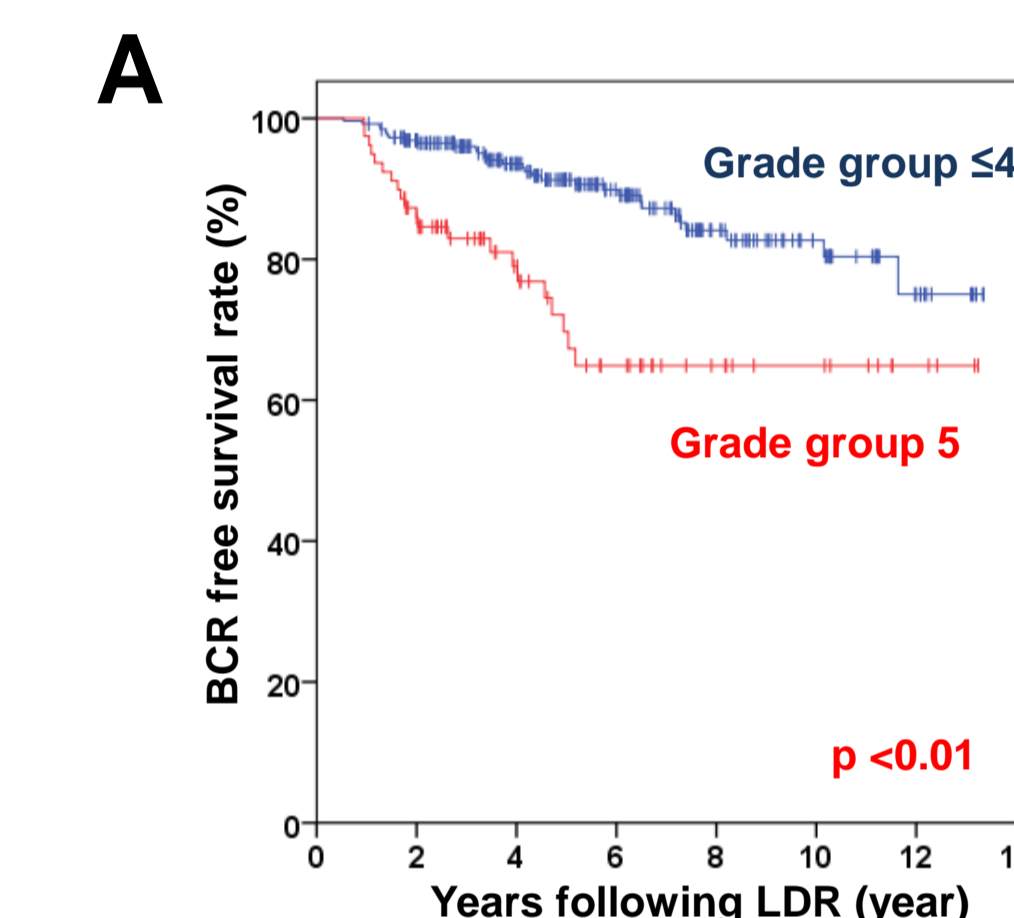 A
100
80
60
40
20
0
BCR free survival rate (%)
Grade group ≤4
Grade group 5
p <0.01
0 2 4 6 8 10 12 1
Years following LDR (year)